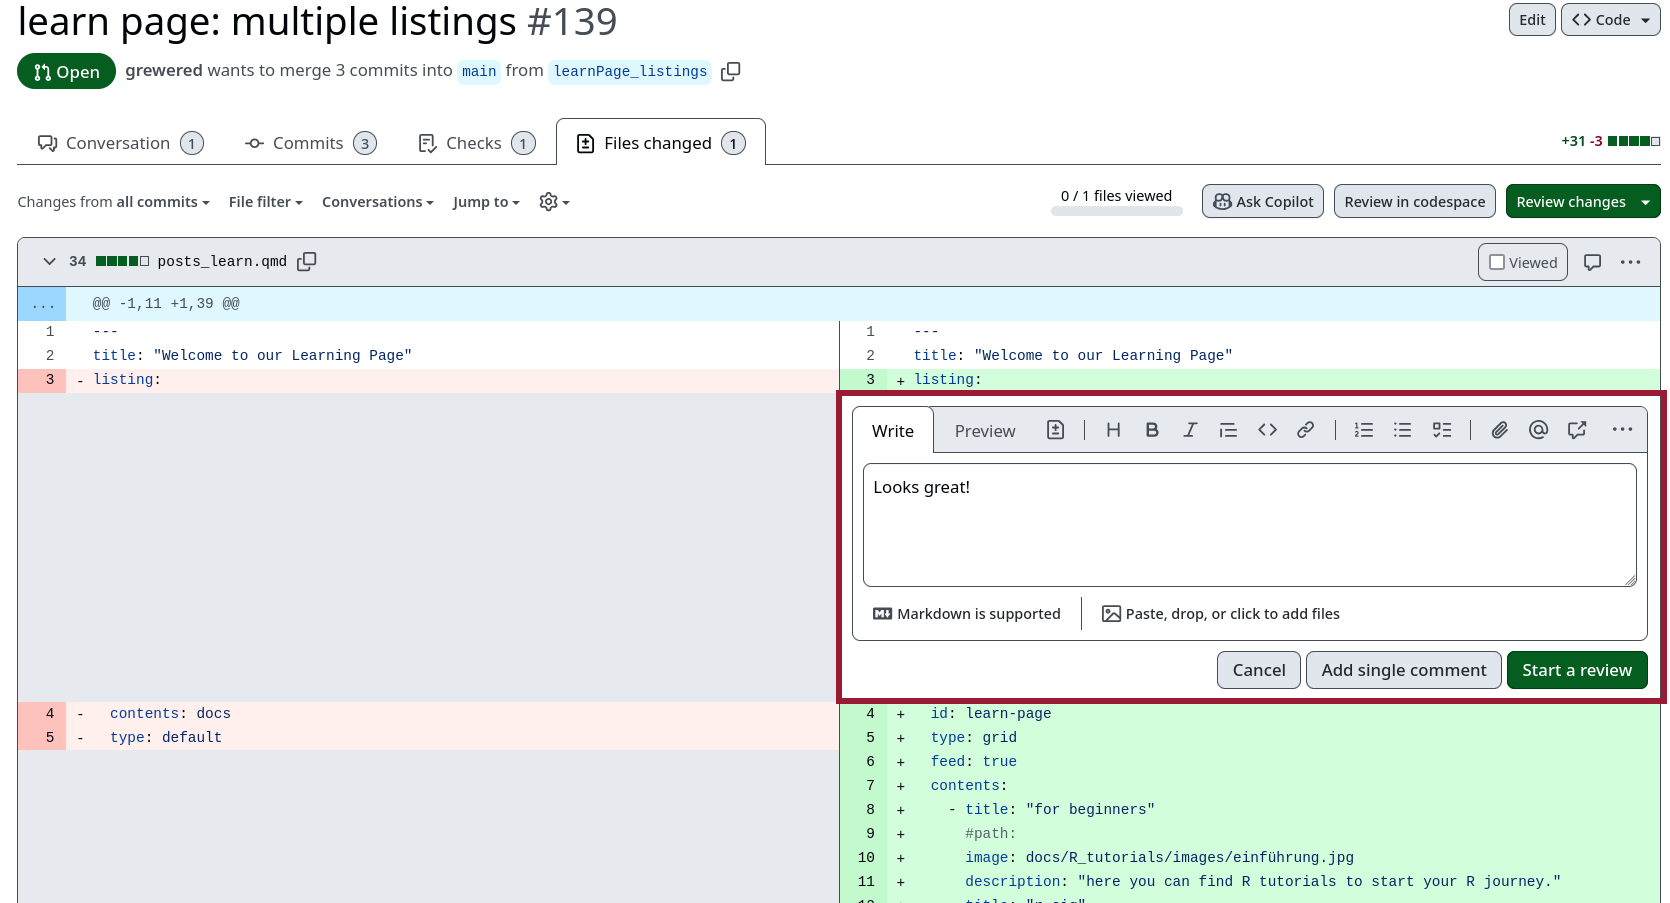 learn page: multiple listings #139
Edit
Code
Open
grewered wants to merge 3 commits into main from learnPage_listings
Conversation 1
Commits 3
Checks 1
Files changed 1
+31 -3
Changes from all commits
File filter
Conversations
Jump to
0 / 1 files viewed
Ask Copilot
Review in codespace
Review changes
34 posts_learn.qmd
Viewed
... @@ -1,11 +1,39 @@
1 ---
2 title: "Welcome to our Learning Page"
3 - listing:
1 ---
2 title: "Welcome to our Learning Page"
3 + listing:
Write
Preview
Looks great!
Markdown is supported
Paste, drop, or click to add files
Cancel
Add single comment
Start a review
4 - contents: docs
5 - type: default
4 + id: learn-page
5 + type: grid
6 + feed: true
7 + contents:
8 + - title: "for beginners"
9 + #path:
10 + image: docs/R_tutorials/images/einführung.jpg
11 + description: "here you can find R tutorials to start your R journey."